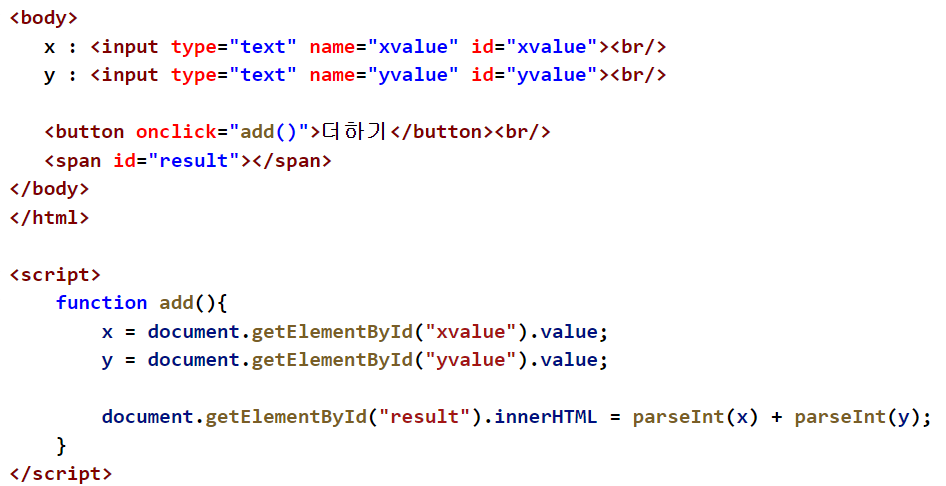 <body>
x : <input type="text" name="xvalue" id="xvalue"><br/>
y : <input type="text" name="yvalue" id="yvalue"><br/>
<button onclick="add()">더하기</button><br/>
<span id="result"></span>
</body>
</html>
<script>
function add(){
x = document.getElementById("xvalue").value;
y = document.getElementById("yvalue").value;
document.getElementById("result").innerHTML = parseInt(x) + parseInt(y);
}
</script>